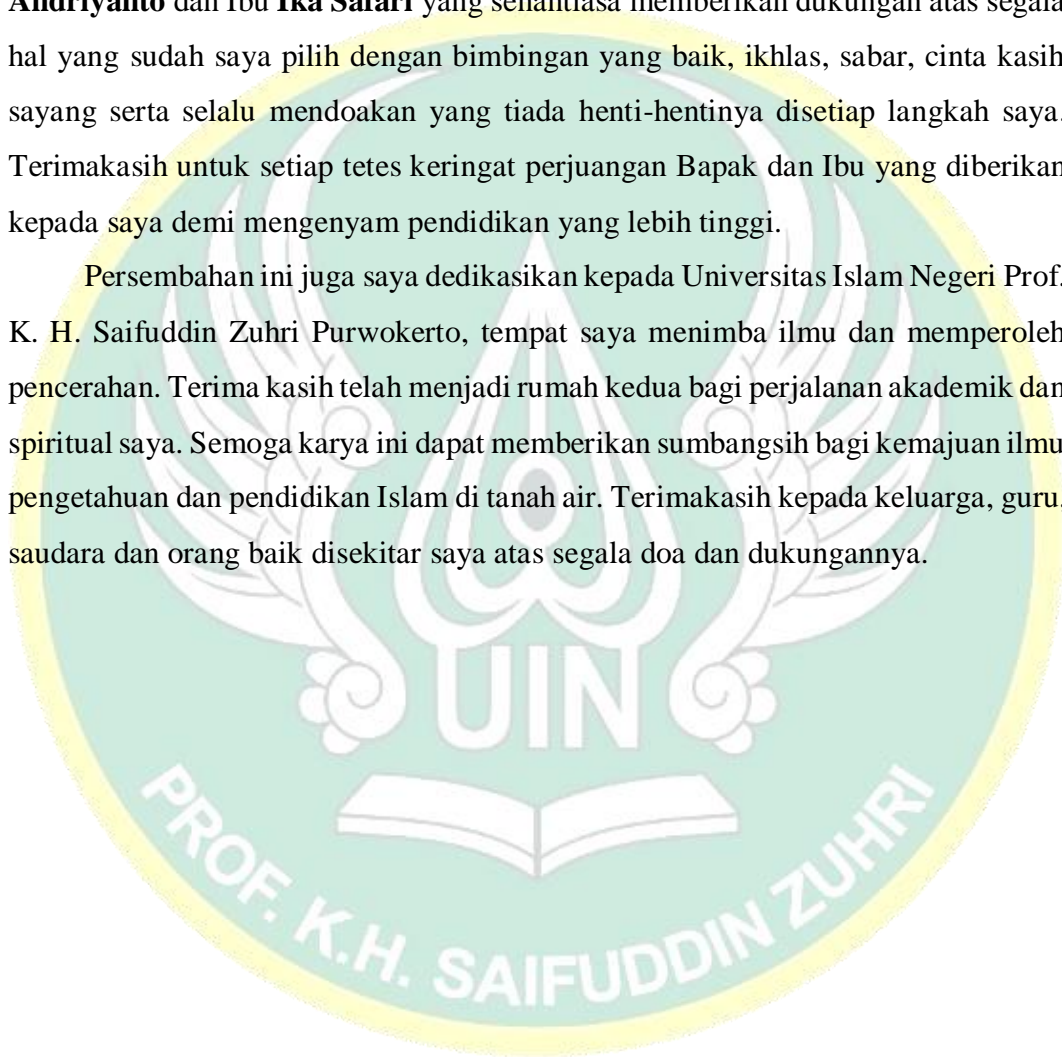 Andriyanto dan Ibu Ika Safari yang senantiasa memberikan dukungan atas segala
hal yang sudah saya pilih dengan bimbingan yang baik, ikhlas, sabar, cinta kasih
sayang serta selalu mendoakan yang tiada henti-hentinya disetiap langkah saya.
Terimakasih untuk setiap tetes keringat perjuangan Bapak dan Ibu yang diberikan
kepada saya demi mengenyam pendidikan yang lebih tinggi.
Persembahan ini juga saya dedikasikan kepada Universitas Islam Negeri Prof.
K. H. Saifuddin Zuhri Purwokerto, tempat saya menimba ilmu dan memperoleh
pencerahan. Terima kasih telah menjadi rumah kedua bagi perjalanan akademik dan
spiritual saya. Semoga karya ini dapat memberikan sumbangsih bagi kemajuan ilmu
pengetahuan dan pendidikan Islam di tanah air. Terimakasih kepada keluarga, guru,
saudara dan orang baik disekitar saya atas segala doa dan dukungannya.
UIN
PROF. K.H. SAIFUDDIN ZUHRI